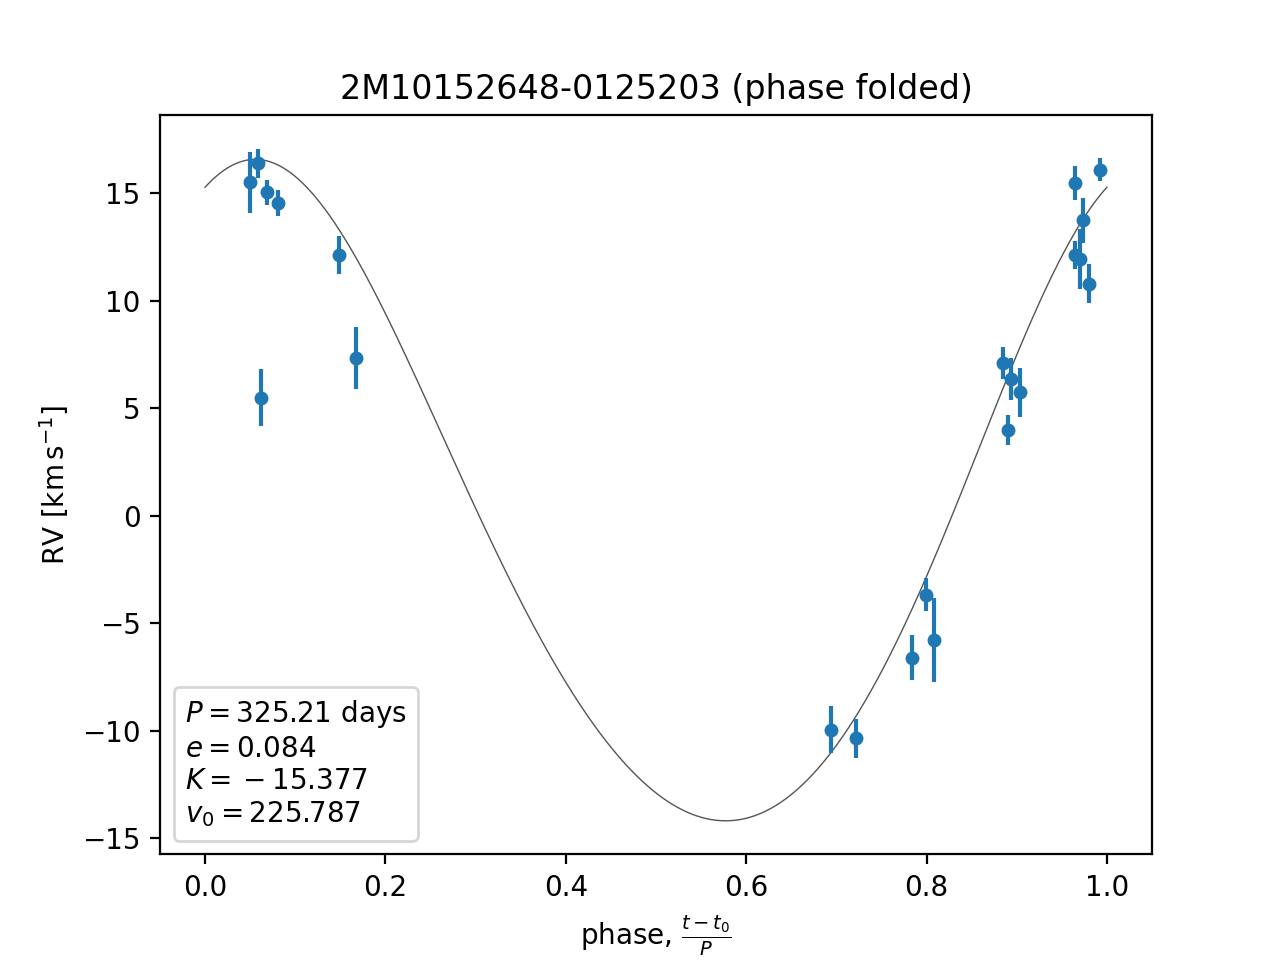 2M10152648-0125203 (phase folded)
RV [km s⁻¹]
15
10
5
0
−5
−10
−15
P = 325.21 days
e = 0.084
K = −15.377
v₀ = 225.787
0.0 0.2 0.4 0.6 0.8 1.0
phase, (t − t₀)/P